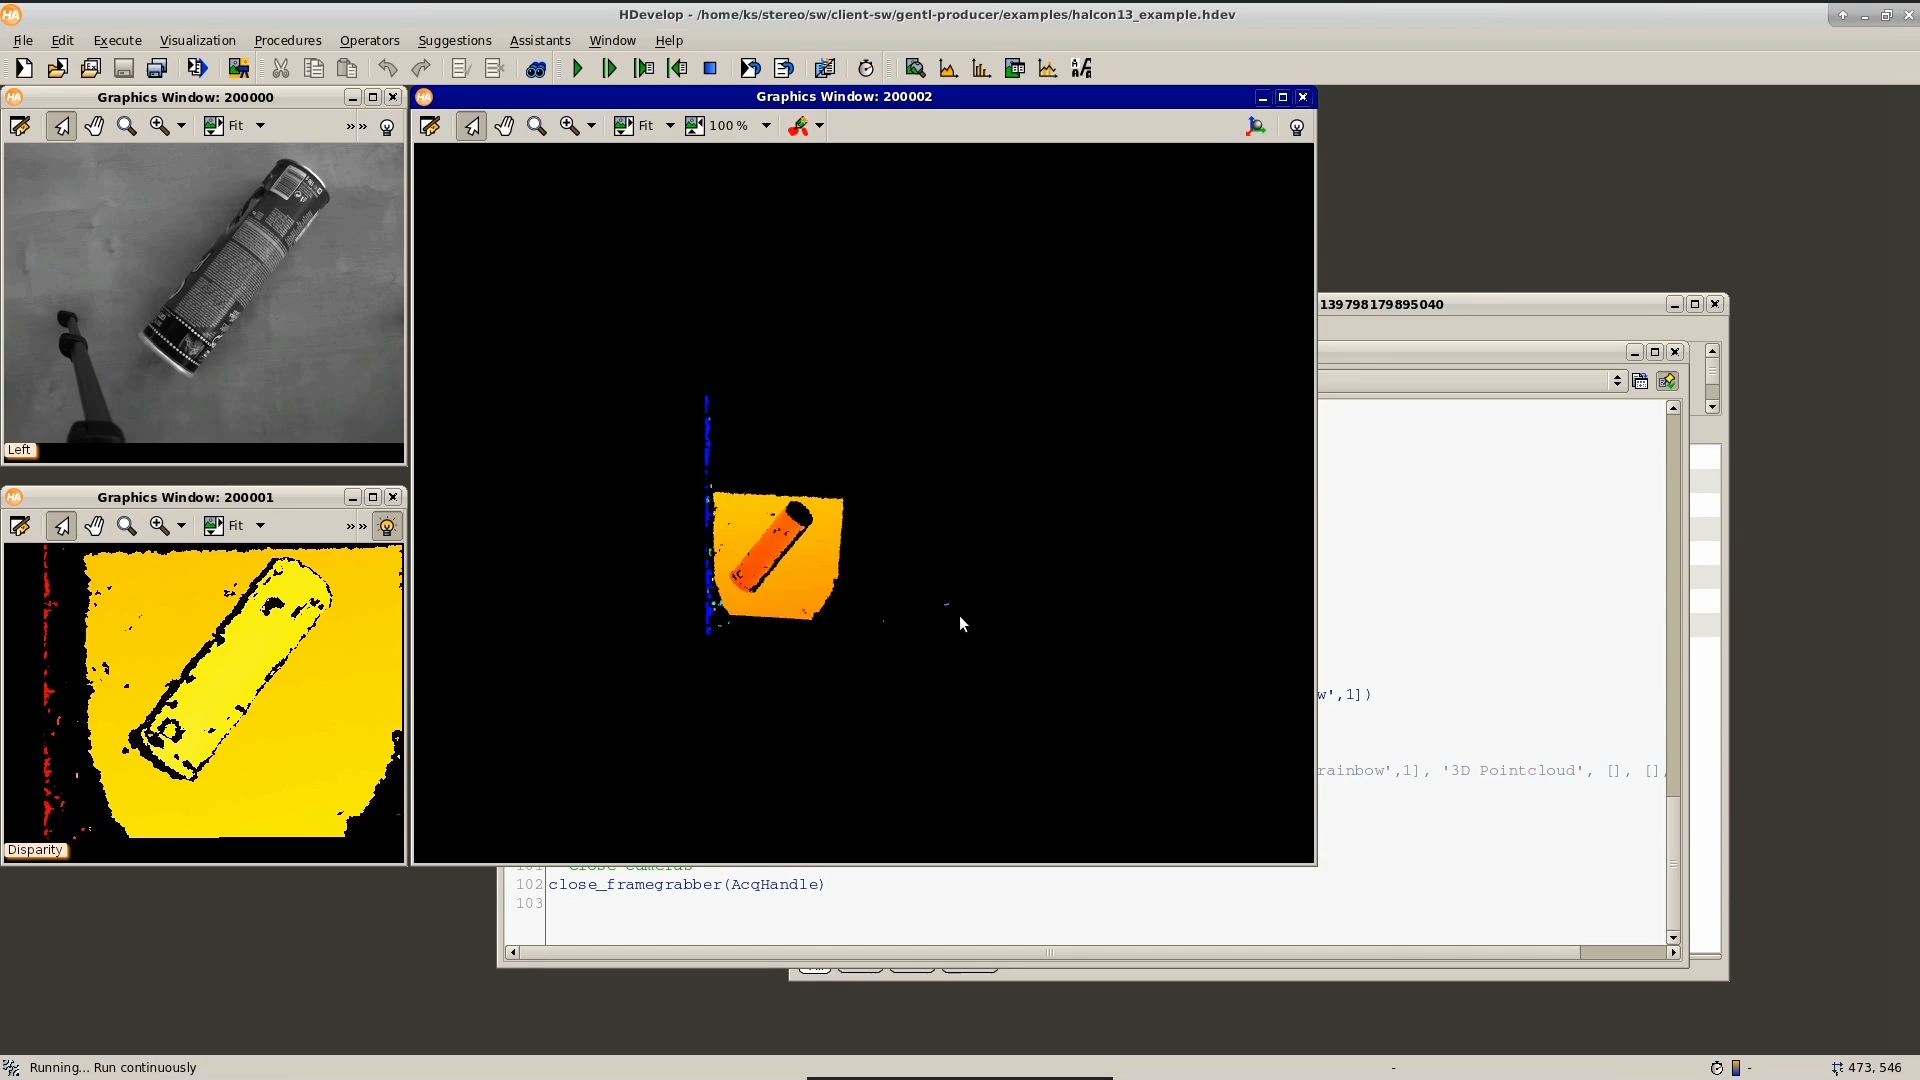 HDevelop - /home/ks/stereo/sw/client-sw/gentl-producer/examples/halcon13_example.hdev
File Edit Execute Visualization Procedures Operators Suggestions Assistants Window Help
Graphics Window: 200000
Fit
Left
Graphics Window: 200001
Fit
Disparity
Graphics Window: 200002
Fit 100 %
139798179895040
w',1])
rainbow',1], '3D Pointcloud', [], [],
102 close_framegrabber(AcqHandle)
103
Running... Run continuously
- - 473, 546